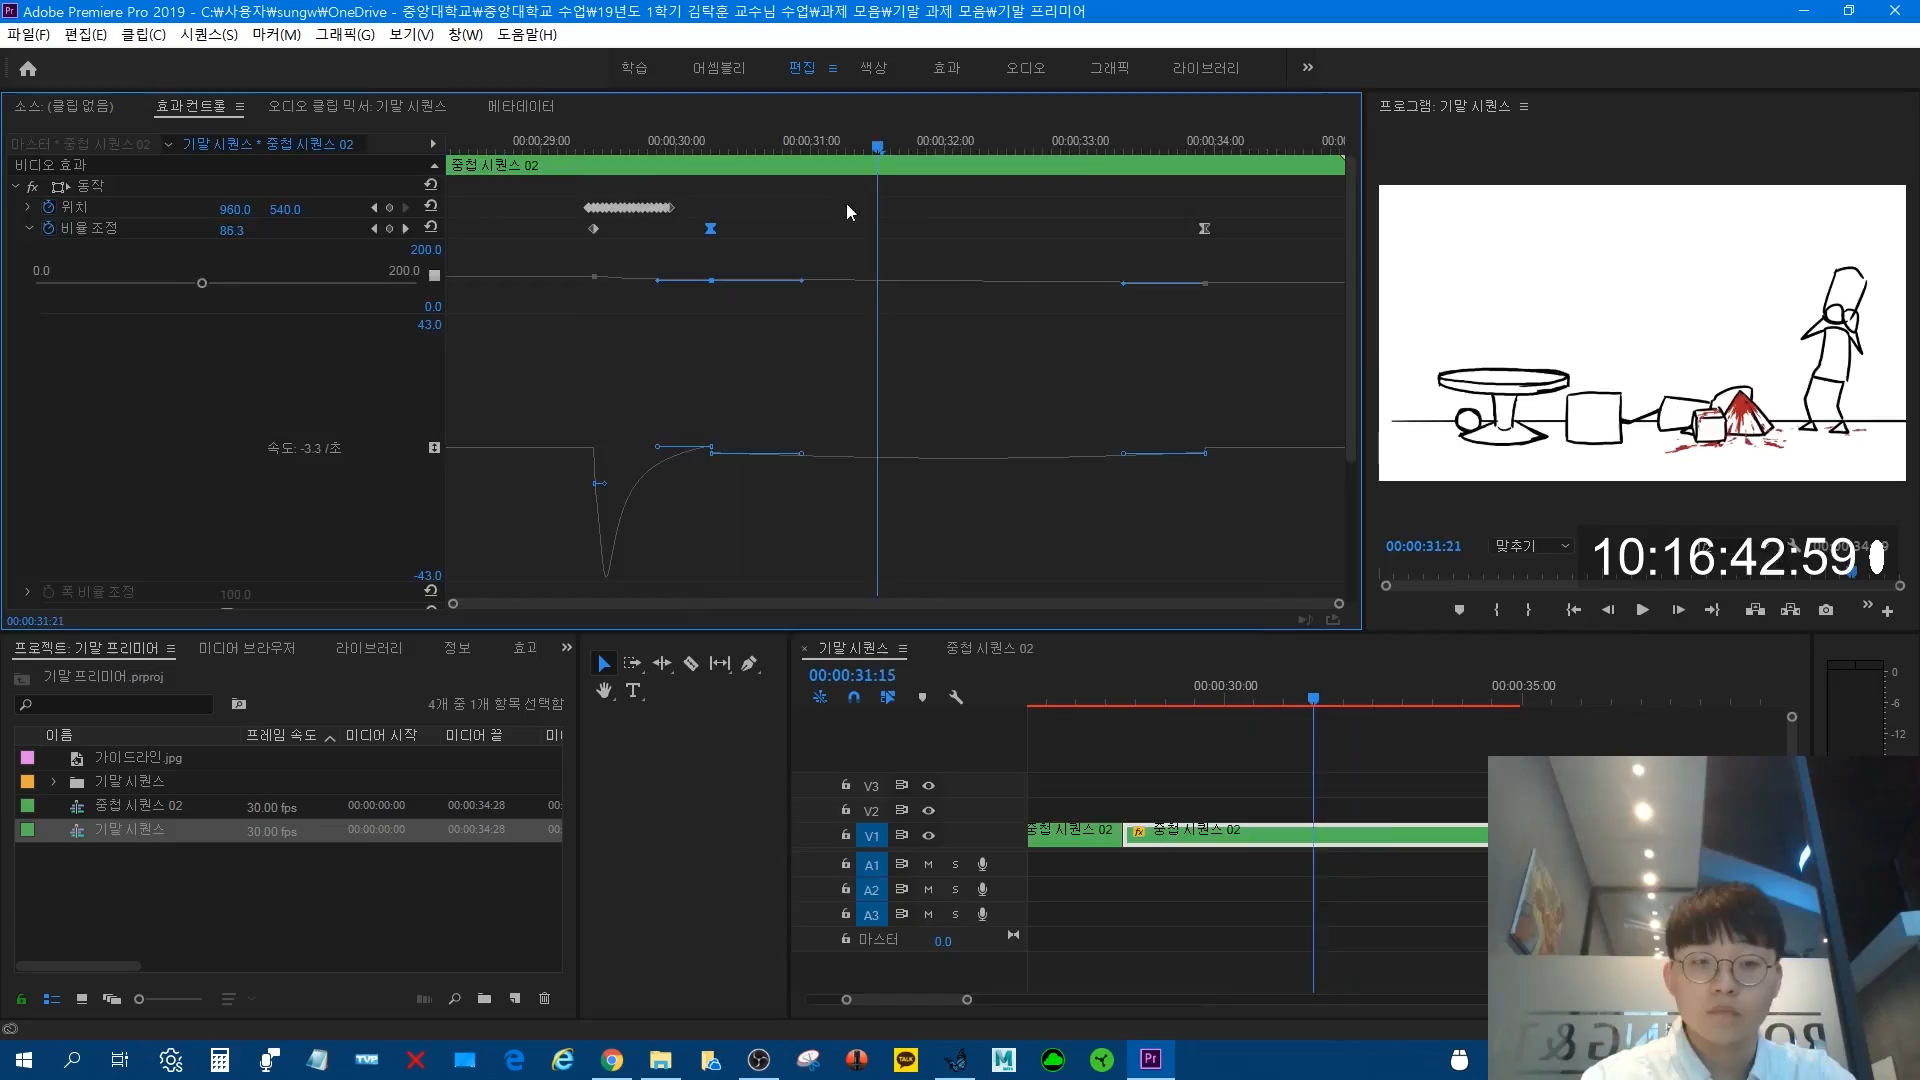 Adobe Premiere Pro 2019 - C:₩사용자₩sungw₩OneDrive - 중앙대학교₩중앙대학교 수업₩19년도 1학기 김탁훈 교수님 수업₩과제 모음₩기말 과제 모음₩기말 프리미어
파일(F) 편집(E) 클립(C) 시퀀스(S) 마커(M) 그래픽(G) 보기(V) 창(W) 도움말(H)
학습 어셈블리 편집 색상 효과 오디오 그래픽 라이브러리
소스: (클립 없음) 효과 컨트롤 오디오 클립 믹서: 기말 시퀀스 메타데이터
프로그램: 기말 시퀀스
마스터 * 중첩 시퀀스 02 기말 시퀀스 * 중첩 시퀀스 02
00:00:29:00 00:00:30:00 00:00:31:00 00:00:32:00 00:00:33:00 00:00:34:00 00:00
비디오 효과
중첩 시퀀스 02
fx 동작
위치 960.0 540.0
비율 조정 86.3
200.0
0.0 200.0
0.0
43.0
속도: -3.3 /초
-43.0
폭 비율 조정 100.0
00:00:31:21
00:00:31:21 맞추기
10:16:42:59
프로젝트: 기말 프리미어 미디어 브라우저 라이브러리 정보 효과
기말 프리미어.prproj
4개 중 1개 항목 선택함
이름 프레임 속도 미디어 시작 미디어 끝
가이드라인.jpg
기말 시퀀스
중첩 시퀀스 02 30.00 fps 00:00:00:00 00:00:34:28 00:
기말 시퀀스 30.00 fps 00:00:00:00 00:00:34:28 00:
기말 시퀀스 중첩 시퀀스 02
00:00:31:15
00:00:30:00 00:00:35:00
V3
V2
V1 중첩 시퀀스 02 fx 중첩 시퀀스 02
A1 M S
A2 M S
A3 M S
마스터 0.0
0
-6
-12
TVP TALK M Pr